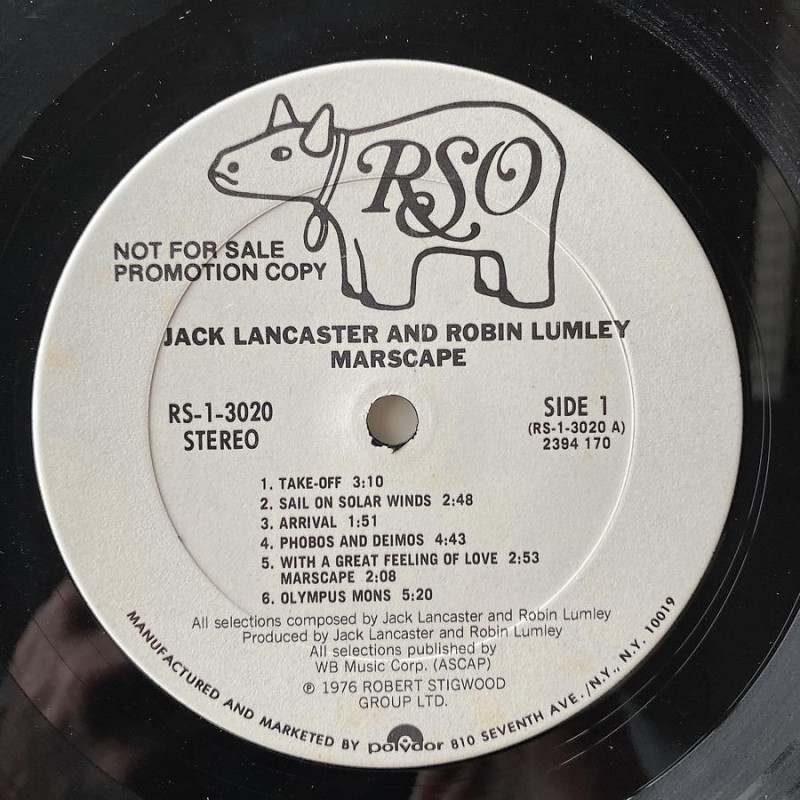 RSO
NOT FOR SALE
PROMOTION COPY
JACK LANCASTER AND ROBIN LUMLEY
MARSCAPE
RS-1-3020
STEREO
SIDE 1
(RS-1-3020 A)
2394 170
1. TAKE-OFF 3:10
2. SAIL ON SOLAR WINDS 2:48
3. ARRIVAL 1:51
4. PHOBOS AND DEIMOS 4:43
5. WITH A GREAT FEELING OF LOVE 2:53
MARSCAPE 2:08
6. OLYMPUS MONS 5:20
All selections composed by Jack Lancaster and Robin Lumley
Produced by Jack Lancaster and Robin Lumley
All selections published by
WB Music Corp. (ASCAP)
℗ 1976 ROBERT STIGWOOD
GROUP LTD.
MANUFACTURED AND MARKETED BY polydor 810 SEVENTH AVE./N.Y., N.Y. 10019